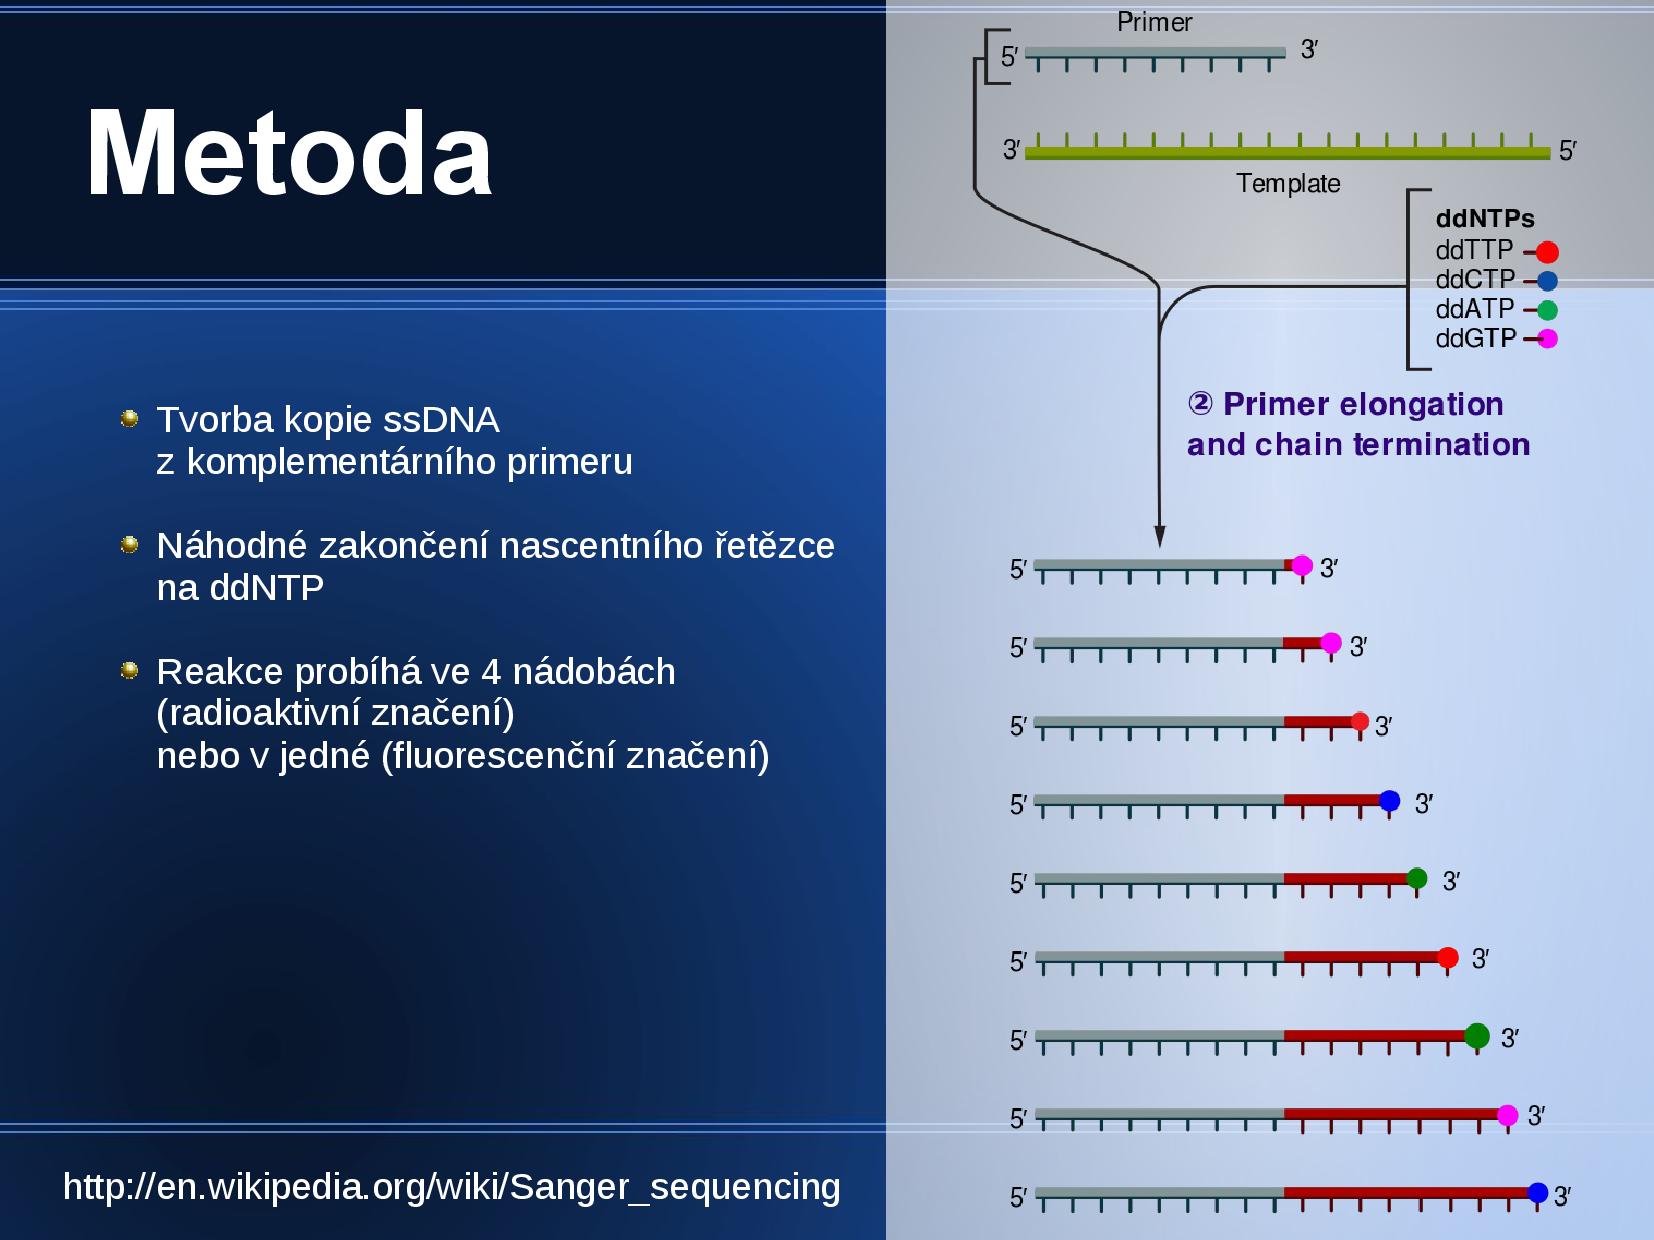 Metoda
Tvorba kopie ssDNA
z komplementárního primeru
Náhodné zakončení nascentního řetězce
na ddNTP
Reakce probíhá ve 4 nádobách
(radioaktivní značení)
nebo v jedné (fluorescenční značení)
http://en.wikipedia.org/wiki/Sanger_sequencing
Primer
5′ 3′
3′ 5′
Template
ddNTPs
ddTTP
ddCTP
ddATP
ddGTP
② Primer elongation
and chain termination
5′ 3′
5′ 3′
5′ 3′
5′ 3′
5′ 3′
5′ 3′
5′ 3′
5′ 3′
5′ 3′